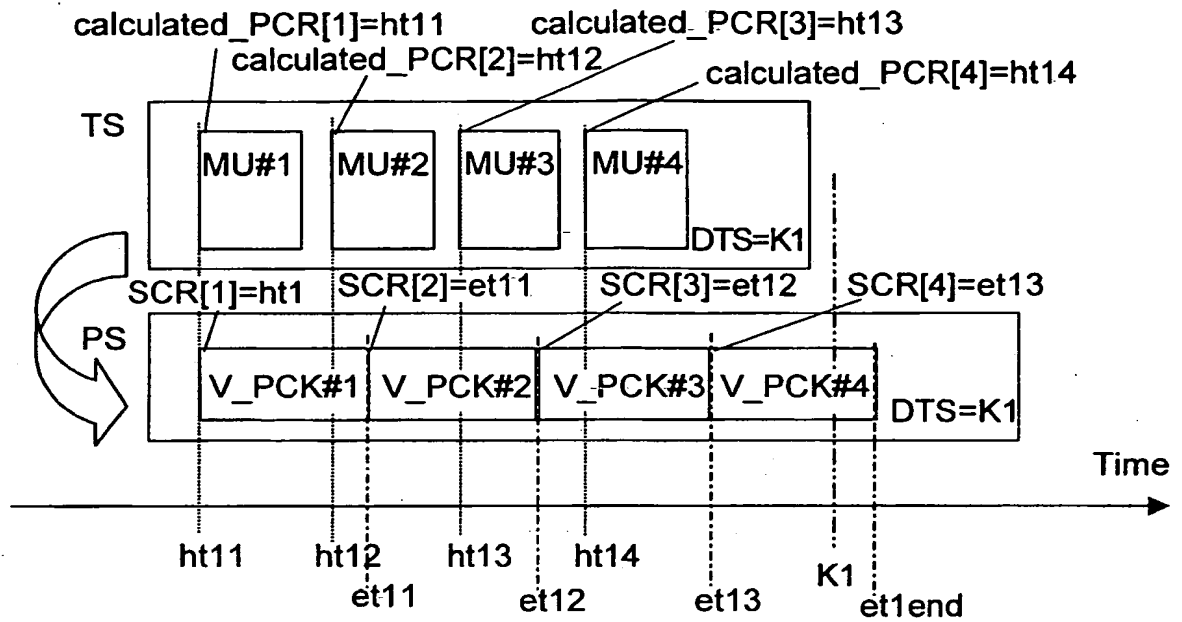 calculated_PCR[1]=ht11
calculated_PCR[3]=ht13
calculated_PCR[2]=ht12
calculated_PCR[4]=ht14
TS
MU#1
MU#2
MU#3
MU#4
DTS=K1
SCR[1]=ht1
SCR[2]=et11
SCR[3]=et12
SCR[4]=et13
PS
V_PCK#1
V_PCK#2
V_PCK#3
V_PCK#4
DTS=K1
Time
ht11
ht12
ht13
ht14
K1
et11
et12
et13
et1end